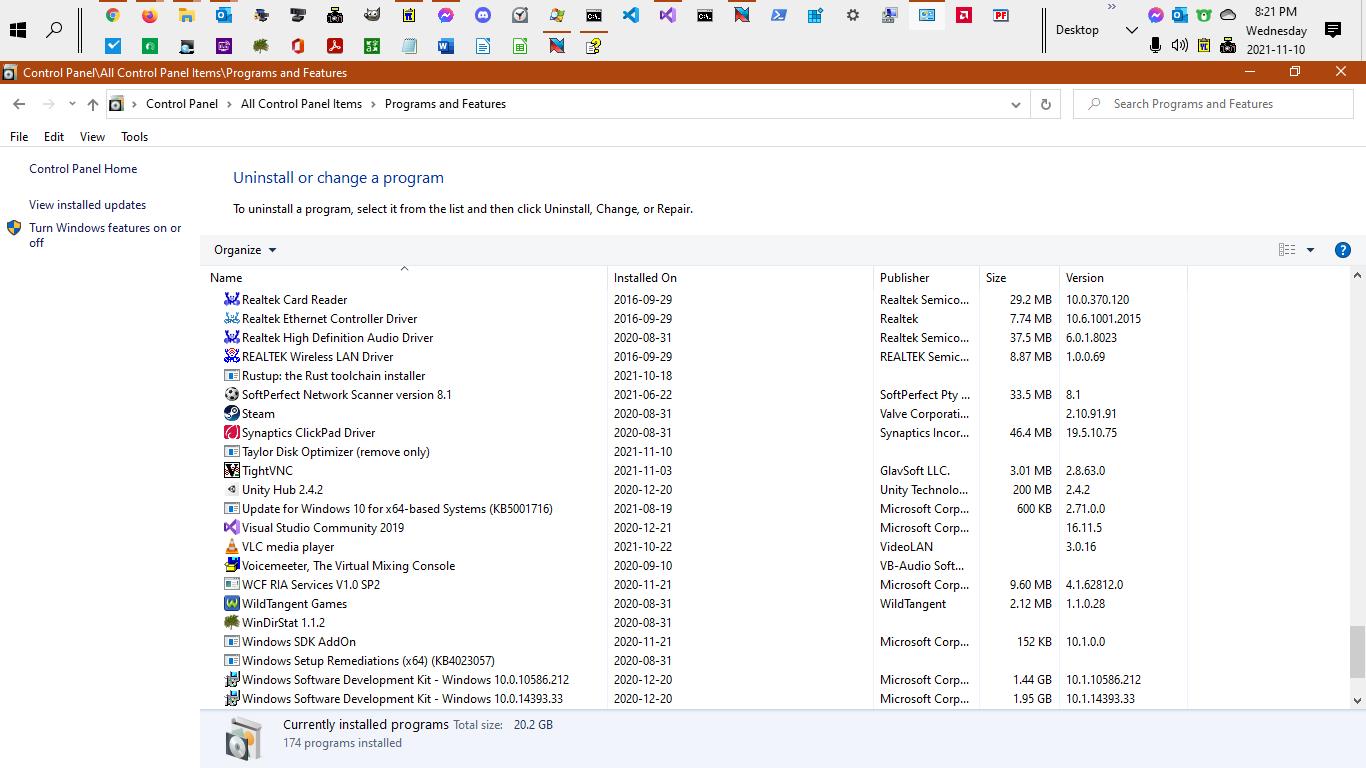 8:21 PM
Desktop
Wednesday
2021-11-10
Control Panel\All Control Panel Items\Programs and Features
Control Panel > All Control Panel Items > Programs and Features
Search Programs and Features
File Edit View Tools
Control Panel Home
View installed updates
Turn Windows features on or
off
Uninstall or change a program
To uninstall a program, select it from the list and then click Uninstall, Change, or Repair.
Organize
Name Installed On Publisher Size Version
Realtek Card Reader 2016-09-29 Realtek Semico... 29.2 MB 10.0.370.120
Realtek Ethernet Controller Driver 2016-09-29 Realtek 7.74 MB 10.6.1001.2015
Realtek High Definition Audio Driver 2020-08-31 Realtek Semico... 37.5 MB 6.0.1.8023
REALTEK Wireless LAN Driver 2016-09-29 REALTEK Semic... 8.87 MB 1.0.0.69
Rustup: the Rust toolchain installer 2021-10-18
SoftPerfect Network Scanner version 8.1 2021-06-22 SoftPerfect Pty ... 33.5 MB 8.1
Steam 2020-08-31 Valve Corporati... 2.10.91.91
Synaptics ClickPad Driver 2020-08-31 Synaptics Incor... 46.4 MB 19.5.10.75
Taylor Disk Optimizer (remove only) 2021-11-10
TightVNC 2021-11-03 GlavSoft LLC. 3.01 MB 2.8.63.0
Unity Hub 2.4.2 2020-12-20 Unity Technolo... 200 MB 2.4.2
Update for Windows 10 for x64-based Systems (KB5001716) 2021-08-19 Microsoft Corp... 600 KB 2.71.0.0
Visual Studio Community 2019 2020-12-21 Microsoft Corp... 16.11.5
VLC media player 2021-10-22 VideoLAN 3.0.16
Voicemeeter, The Virtual Mixing Console 2020-09-10 VB-Audio Soft...
WCF RIA Services V1.0 SP2 2020-11-21 Microsoft Corp... 9.60 MB 4.1.62812.0
WildTangent Games 2020-08-31 WildTangent 2.12 MB 1.1.0.28
WinDirStat 1.1.2 2020-08-31
Windows SDK AddOn 2020-11-21 Microsoft Corp... 152 KB 10.1.0.0
Windows Setup Remediations (x64) (KB4023057) 2020-08-31
Windows Software Development Kit - Windows 10.0.10586.212 2020-12-20 Microsoft Corp... 1.44 GB 10.1.10586.212
Windows Software Development Kit - Windows 10.0.14393.33 2020-12-20 Microsoft Corp... 1.95 GB 10.1.14393.33
Currently installed programs Total size: 20.2 GB
174 programs installed